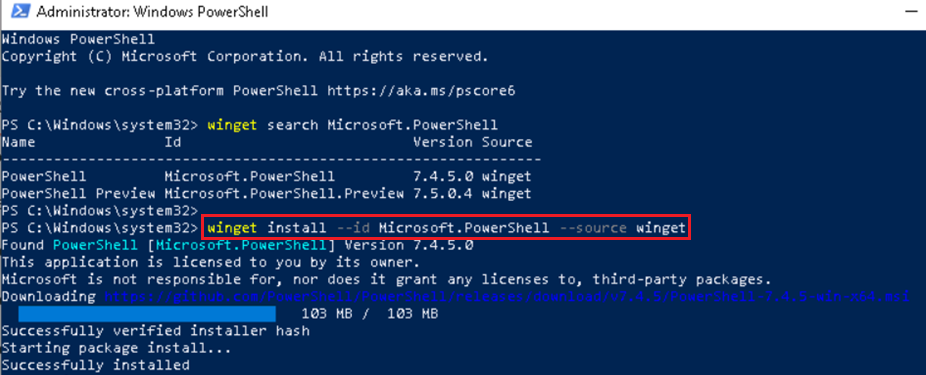 Administrator: Windows PowerShell
Windows PowerShell
Copyright (C) Microsoft Corporation. All rights reserved.
Try the new cross-platform PowerShell https://aka.ms/pscore6
PS C:\Windows\system32> winget search Microsoft.PowerShell
Name Id Version Source
---------------------------------------------------------------
PowerShell Microsoft.PowerShell 7.4.5.0 winget
PowerShell Preview Microsoft.PowerShell.Preview 7.5.0.4 winget
PS C:\Windows\system32>
PS C:\Windows\system32> winget install --id Microsoft.PowerShell --source winget
Found PowerShell [Microsoft.PowerShell] Version 7.4.5.0
This application is licensed to you by its owner.
Microsoft is not responsible for, nor does it grant any licenses to, third-party packages.
Downloading https://github.com/PowerShell/PowerShell/releases/download/v7.4.5/PowerShell-7.4.5-win-x64.msi
103 MB / 103 MB
Successfully verified installer hash
Starting package install...
Successfully installed